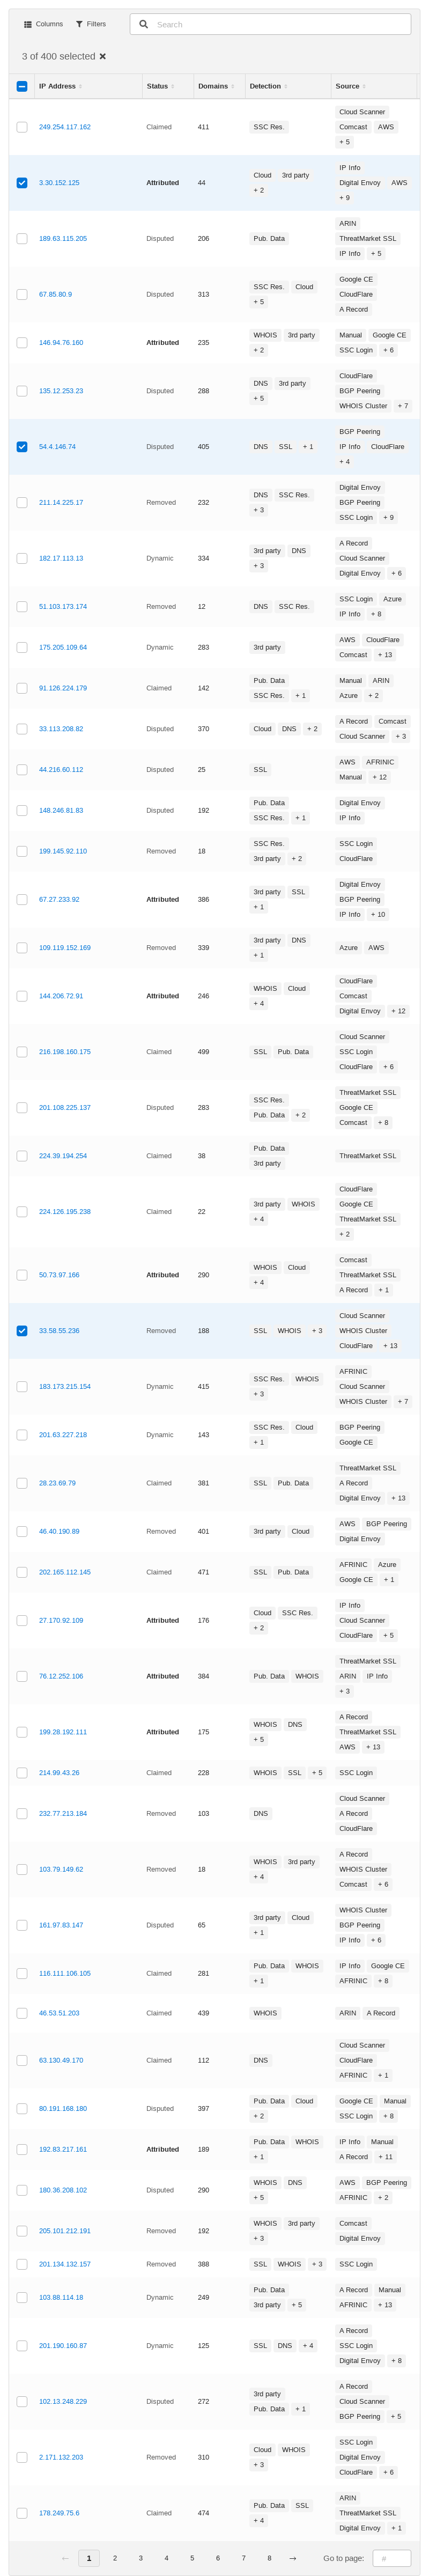 Columns Filters Search
3 of 400 selected
IP Address Status Domains Detection Source
249.254.117.162 Claimed 411 SSC Res. Cloud Scanner Comcast AWS + 5
3.30.152.125 Attributed 44 Cloud 3rd party + 2 IP Info Digital Envoy AWS + 9
189.63.115.205 Disputed 206 Pub. Data ARIN ThreatMarket SSL IP Info + 5
67.85.80.9 Disputed 313 SSC Res. Cloud + 5 Google CE CloudFlare A Record
146.94.76.160 Attributed 235 WHOIS 3rd party + 2 Manual Google CE SSC Login + 6
135.12.253.23 Disputed 288 DNS 3rd party + 5 CloudFlare BGP Peering WHOIS Cluster + 7
54.4.146.74 Disputed 405 DNS SSL + 1 BGP Peering IP Info CloudFlare + 4
211.14.225.17 Removed 232 DNS SSC Res. + 3 Digital Envoy BGP Peering SSC Login + 9
182.17.113.13 Dynamic 334 3rd party DNS + 3 A Record Cloud Scanner Digital Envoy + 6
51.103.173.174 Removed 12 DNS SSC Res. SSC Login Azure IP Info + 8
175.205.109.64 Dynamic 283 3rd party AWS CloudFlare Comcast + 13
91.126.224.179 Claimed 142 Pub. Data SSC Res. + 1 Manual ARIN Azure + 2
33.113.208.82 Disputed 370 Cloud DNS + 2 A Record Comcast Cloud Scanner + 3
44.216.60.112 Disputed 25 SSL AWS AFRINIC Manual + 12
148.246.81.83 Disputed 192 Pub. Data SSC Res. + 1 Digital Envoy IP Info
199.145.92.110 Removed 18 SSC Res. 3rd party + 2 SSC Login CloudFlare
67.27.233.92 Attributed 386 3rd party SSL + 1 Digital Envoy BGP Peering IP Info + 10
109.119.152.169 Removed 339 3rd party DNS + 1 Azure AWS
144.206.72.91 Attributed 246 WHOIS Cloud + 4 CloudFlare Comcast Digital Envoy + 12
216.198.160.175 Claimed 499 SSL Pub. Data Cloud Scanner SSC Login CloudFlare + 6
201.108.225.137 Disputed 283 SSC Res. Pub. Data + 2 ThreatMarket SSL Google CE Comcast + 8
224.39.194.254 Claimed 38 Pub. Data 3rd party ThreatMarket SSL
224.126.195.238 Claimed 22 3rd party WHOIS + 4 CloudFlare Google CE ThreatMarket SSL + 2
50.73.97.166 Attributed 290 WHOIS Cloud + 4 Comcast ThreatMarket SSL A Record + 1
33.58.55.236 Removed 188 SSL WHOIS + 3 Cloud Scanner WHOIS Cluster CloudFlare + 13
183.173.215.154 Dynamic 415 SSC Res. WHOIS + 3 AFRINIC Cloud Scanner WHOIS Cluster + 7
201.63.227.218 Dynamic 143 SSC Res. Cloud + 1 BGP Peering Google CE
28.23.69.79 Claimed 381 SSL Pub. Data ThreatMarket SSL A Record Digital Envoy + 13
46.40.190.89 Removed 401 3rd party Cloud AWS BGP Peering Digital Envoy
202.165.112.145 Claimed 471 SSL Pub. Data AFRINIC Azure Google CE + 1
27.170.92.109 Attributed 176 Cloud SSC Res. + 2 IP Info Cloud Scanner CloudFlare + 5
76.12.252.106 Attributed 384 Pub. Data WHOIS ThreatMarket SSL ARIN IP Info + 3
199.28.192.111 Attributed 175 WHOIS DNS + 5 A Record ThreatMarket SSL AWS + 13
214.99.43.26 Claimed 228 WHOIS SSL + 5 SSC Login
232.77.213.184 Removed 103 DNS Cloud Scanner A Record CloudFlare
103.79.149.62 Removed 18 WHOIS 3rd party + 4 A Record WHOIS Cluster Comcast + 6
161.97.83.147 Disputed 65 3rd party Cloud + 1 WHOIS Cluster BGP Peering IP Info + 6
116.111.106.105 Claimed 281 Pub. Data WHOIS + 1 IP Info Google CE AFRINIC + 8
46.53.51.203 Claimed 439 WHOIS ARIN A Record
63.130.49.170 Claimed 112 DNS Cloud Scanner CloudFlare AFRINIC + 1
80.191.168.180 Disputed 397 Pub. Data Cloud + 2 Google CE Manual SSC Login + 8
192.83.217.161 Attributed 189 Pub. Data WHOIS + 1 IP Info Manual A Record + 11
180.36.208.102 Disputed 290 WHOIS DNS + 5 AWS BGP Peering AFRINIC + 2
205.101.212.191 Removed 192 WHOIS 3rd party + 3 Comcast Digital Envoy
201.134.132.157 Removed 388 SSL WHOIS + 3 SSC Login
103.88.114.18 Dynamic 249 Pub. Data 3rd party + 5 A Record Manual AFRINIC + 13
201.190.160.87 Dynamic 125 SSL DNS + 4 A Record SSC Login Digital Envoy + 8
102.13.248.229 Disputed 272 3rd party Pub. Data + 1 A Record Cloud Scanner BGP Peering + 5
2.171.132.203 Removed 310 Cloud WHOIS + 3 SSC Login Digital Envoy CloudFlare + 6
178.249.75.6 Claimed 474 Pub. Data SSL + 4 ARIN ThreatMarket SSL Digital Envoy + 1
← 1 2 3 4 5 6 7 8 → Go to page: #